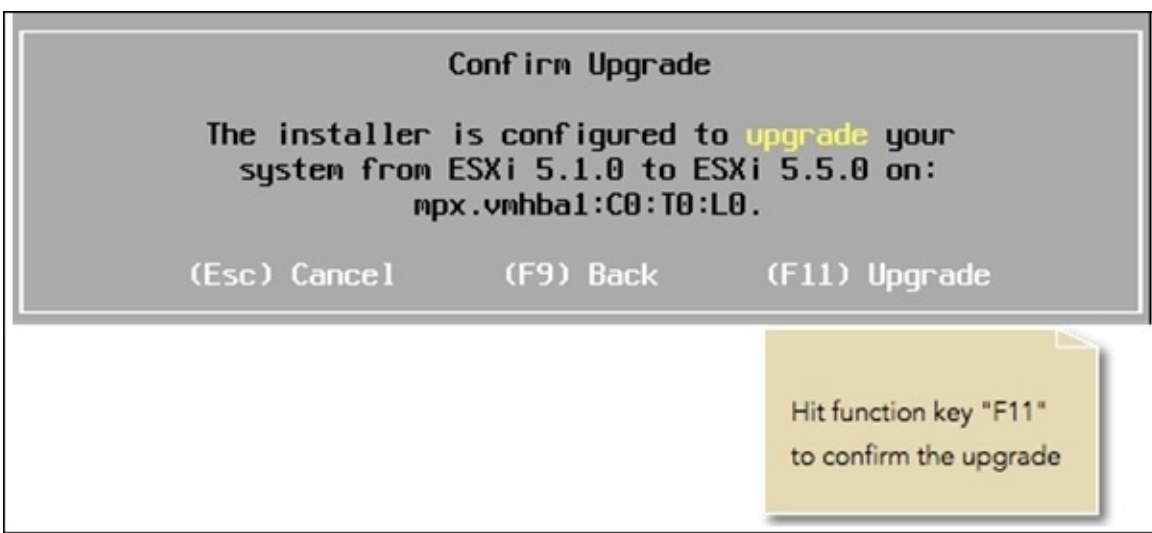 Confirm Upgrade
The installer is configured to upgrade your
system from ESXi 5.1.0 to ESXi 5.5.0 on:
mpx.vmhba1:C0:T0:L0.
(Esc) Cancel (F9) Back (F11) Upgrade
Hit function key "F11"
to confirm the upgrade